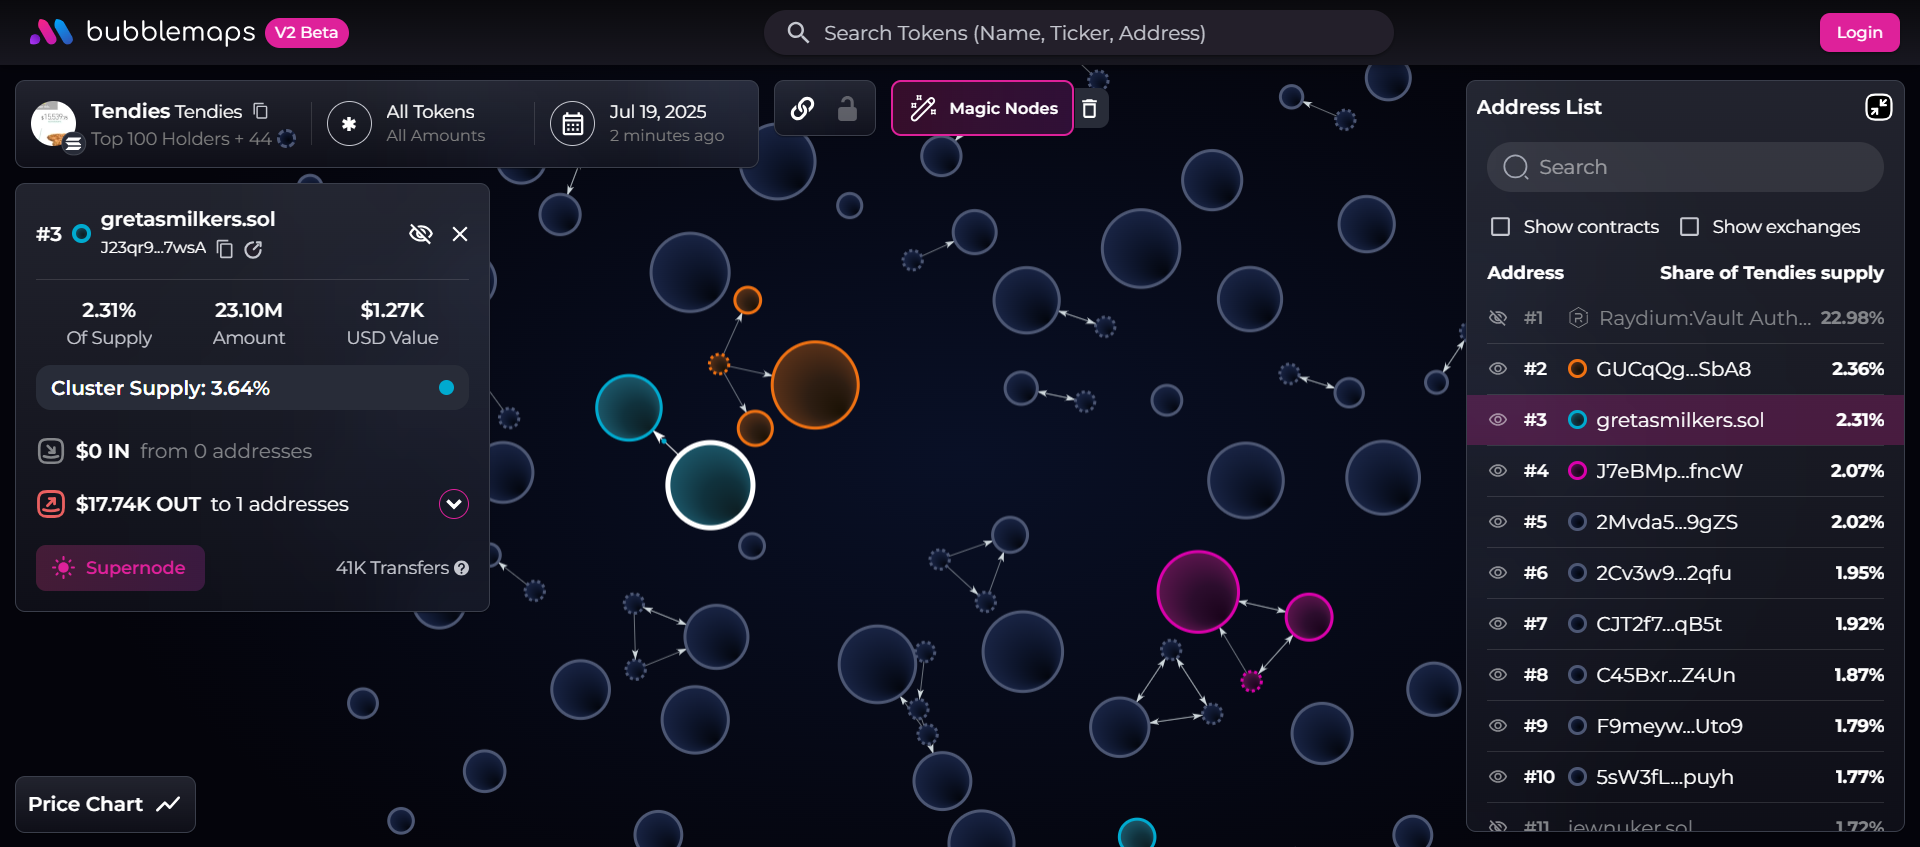 bubblemaps V2 Beta
Search Tokens (Name, Ticker, Address)
Login
Tendies Tendies
Top 100 Holders + 44
All Tokens
All Amounts
Jul 19, 2025
2 minutes ago
Magic Nodes
#3 gretasmilkers.sol
J23qr9...7wsA
2.31% 23.10M $1.27K
Of Supply Amount USD Value
Cluster Supply: 3.64%
$0 IN from 0 addresses
$17.74K OUT to 1 addresses
Supernode 41K Transfers
Price Chart
Address List
Search
Show contracts Show exchanges
Address Share of Tendies supply
#1 Raydium:Vault Auth... 22.98%
#2 GUCqQg...SbA8 2.36%
#3 gretasmilkers.sol 2.31%
#4 J7eBMp...fncW 2.07%
#5 2Mvda5...9gZS 2.02%
#6 2Cv3w9...2qfu 1.95%
#7 CJT2f7...qB5t 1.92%
#8 C45Bxr...Z4Un 1.87%
#9 F9meyw...Uto9 1.79%
#10 5sW3fL...puyh 1.77%
#11 jewnuker.sol 1.72%